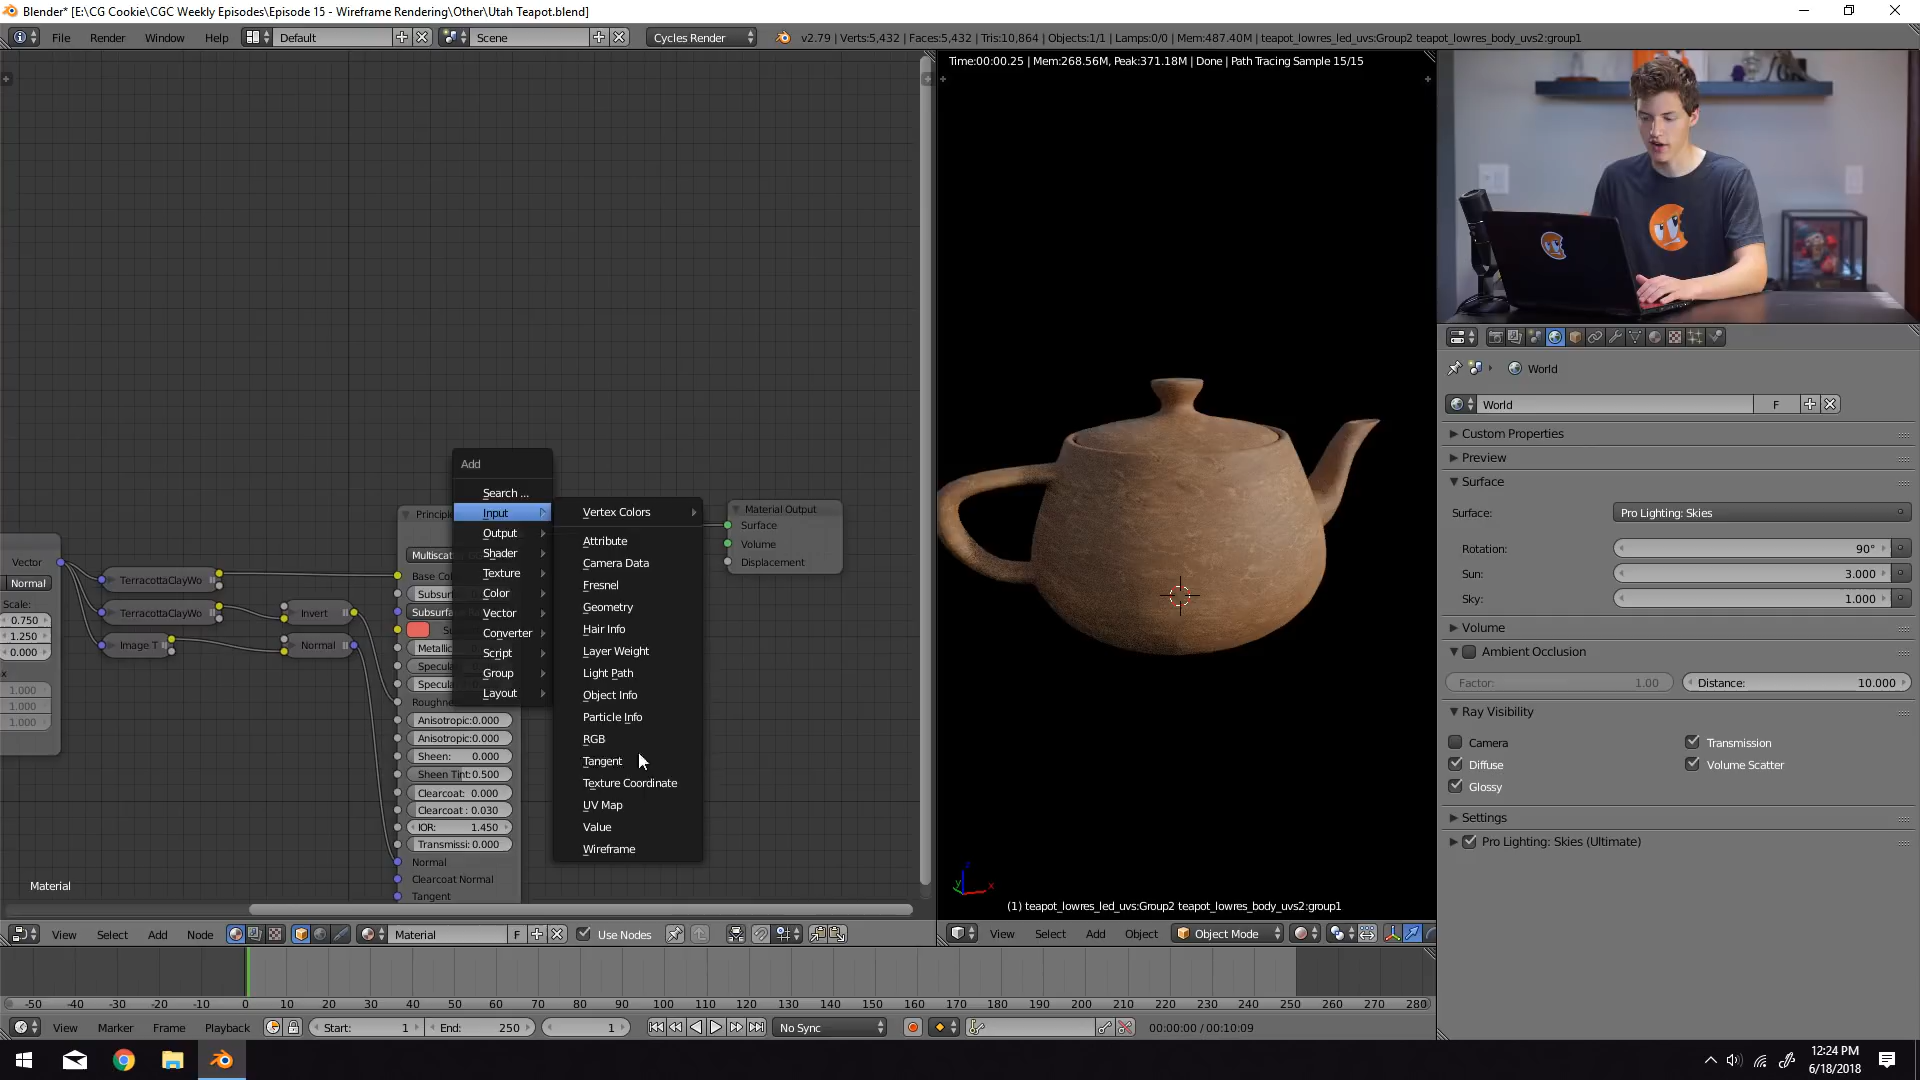 Blender* [E:\CG Cookie\CGC Weekly Episodes\Episode 15 - Wireframe Rendering\Other\Utah Teapot.blend]
File Render Window Help Default Scene Cycles Render v2.79 | Verts:5,432 | Faces:5,432 | Tris:10,864 | Objects:1/1 | Lamps:0/0 | Mem:487.40M | teapot_lowres_led_uvs:Group2 teapot_lowres_body_uvs2:group1
Time:00:00.25 | Mem:268.56M, Peak:371.18M | Done | Path Tracing Sample 15/15
Add
Search ...
Input
Output
Shader
Texture
Color
Vector
Converter
Script
Group
Layout
Vertex Colors
Attribute
Camera Data
Fresnel
Geometry
Hair Info
Layer Weight
Light Path
Object Info
Particle Info
RGB
Tangent
Texture Coordinate
UV Map
Value
Wireframe
Vector
Normal
Scale:
0.750
1.250
0.000
x
1.000
1.000
1.000
TerracottaClayWo
TerracottaClayWo
Image T
Invert
Normal
Principle
Multiscat
Base Col
Subsurf
Subsurface Ra
Su
Metallic
Specula
Specula
Roughne
Anisotropic:0.000
Anisotropic:0.000
Sheen: 0.000
Sheen Tint:0.500
Clearcoat: 0.000
Clearcoat : 0.030
IOR: 1.450
Transmissi: 0.000
Normal
Clearcoat Normal
Tangent
Material Output
Surface
Volume
Displacement
Material
(1) teapot_lowres_led_uvs:Group2 teapot_lowres_body_uvs2:group1
View Select Add Node Material F Use Nodes
View Select Add Object Object Mode
World
World F
Custom Properties
Preview
Surface
Surface: Pro Lighting: Skies
Rotation: 90°
Sun: 3.000
Sky: 1.000
Volume
Ambient Occlusion
Factor: 1.00 Distance: 10.000
Ray Visibility
Camera Transmission
Diffuse Volume Scatter
Glossy
Settings
Pro Lighting: Skies (Ultimate)
-50 -40 -30 -20 -10 0 10 20 30 40 50 60 70 80 90 100 110 120 130 140 150 160 170 180 190 200 210 220 230 240 250 260 270 280
View Marker Frame Playback Start: 1 End: 250 1 No Sync 00:00:00 / 00:10:09
12:24 PM
6/18/2018